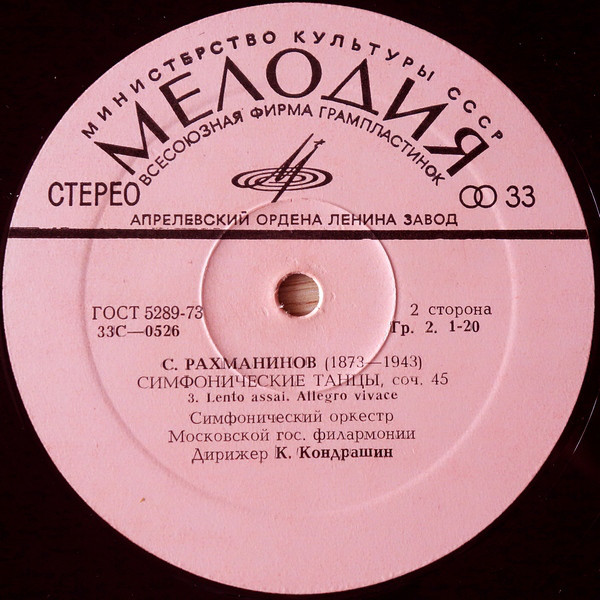 МИНИСТЕРСТВО КУЛЬТУРЫ СССР
МЕЛОДИЯ
ВСЕСОЮЗНАЯ ФИРМА ГРАМПЛАСТИНОК
СТЕРЕО 33
АПРЕЛЕВСКИЙ ОРДЕНА ЛЕНИНА ЗАВОД
ГОСТ 5289-73 2 сторона
33С—0526 Гр. 2. 1-20
С. РАХМАНИНОВ (1873—1943)
СИМФОНИЧЕСКИЕ ТАНЦЫ, соч. 45
3. Lento assai. Allegro vivace
Симфонический оркестр
Московской гос. филармонии
Дирижер К. Кондрашин